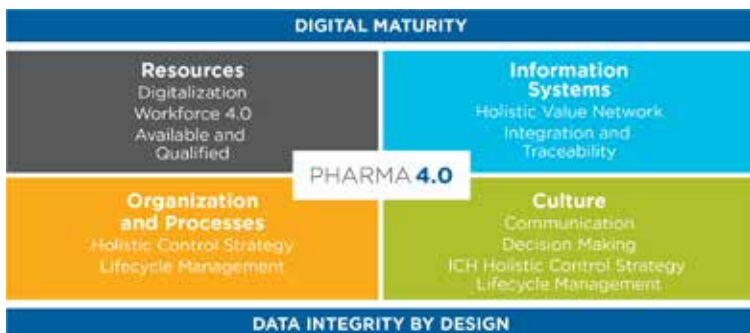 DIGITAL MATURITY
Resources
Digitalization
Workforce 4.0
Available and
Qualified
Information
Systems
Holistic Value Network
Integration and
Traceability
PHARMA 4.0
Organization
and Processes
Holistic Control Strategy
Lifecycle Management
Culture
Communication
Decision Making
ICH Holistic Control Strategy
Lifecycle Management
DATA INTEGRITY BY DESIGN